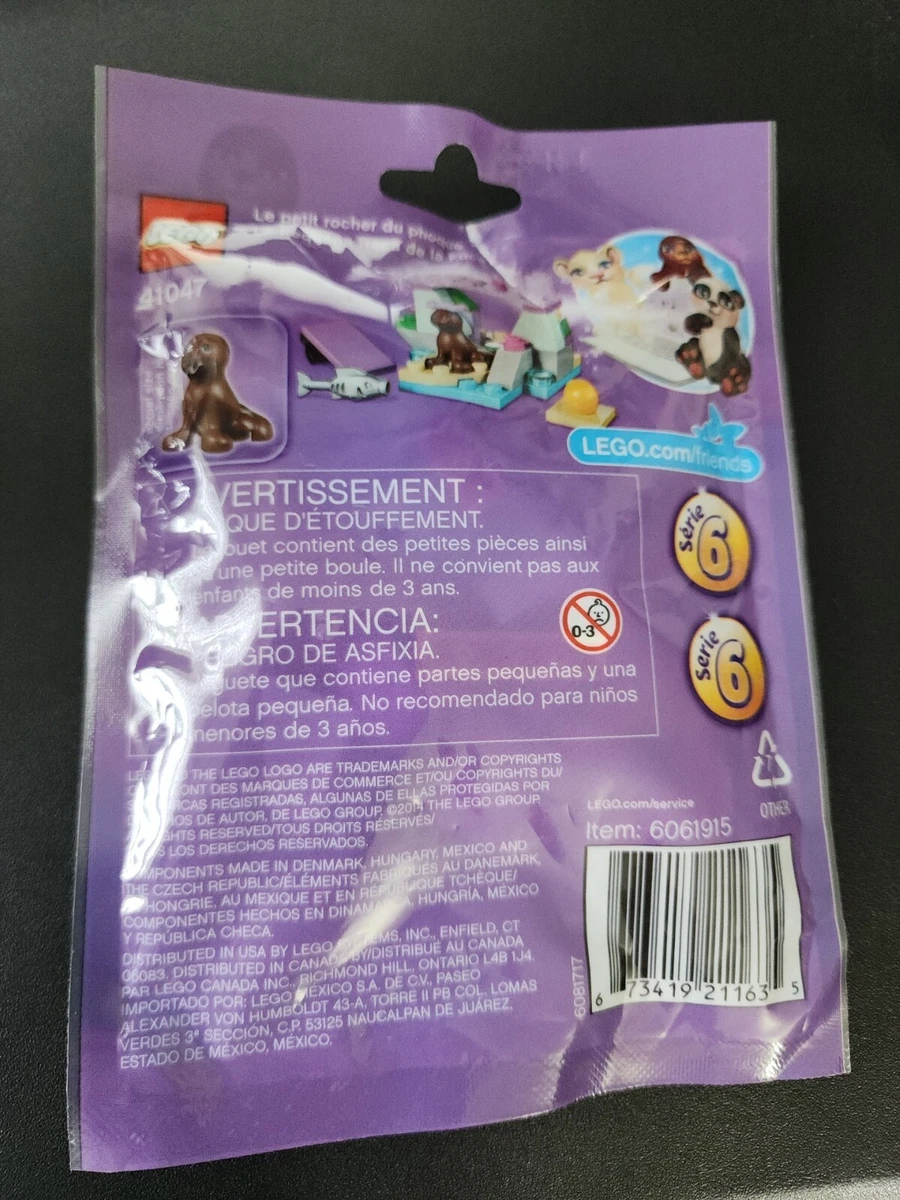 LEGO
Le petit rocher du phoque
de la
41047
LEGO.com/friends
VERTISSEMENT :
QUE D'ÉTOUFFEMENT.
ouet contient des petites pièces ainsi
une petite boule. Il ne convient pas aux
enfants de moins de 3 ans.
ERTENCIA:
GRO DE ASFIXIA.
guete que contiene partes pequeñas y una
pelota pequeña. No recomendado para niños
menores de 3 años.
0-3
série
6
serie
6
THE LEGO LOGO ARE TRADEMARKS AND/OR COPYRIGHTS
ONT DES MARQUES DE COMMERCE ET/OU COPYRIGHTS DU/
CAS REGISTRADAS, ALGUNAS DE ELLAS PROTEGIDAS POR
OS DE AUTOR, DE LEGO GROUP. ©2014 THE LEGO GROUP.
GHTS RESERVED/TOUS DROITS RÉSERVÉS/
S LOS DERECHOS RESERVADOS.
MPONENTS MADE IN DENMARK, HUNGARY, MEXICO AND
THE CZECH REPUBLIC/ÉLÉMENTS FABRIQUÉS AU DANEMARK,
HONGRIE, AU MEXIQUE ET EN RÉPUBLIQUE TCHÈQUE/
COMPONENTES HECHOS EN DINAMARCA, HUNGRÍA, MÉXICO
Y REPÚBLICA CHECA.
DISTRIBUTED IN USA BY LEGO SYSTEMS, INC., ENFIELD, CT
06083. DISTRIBUTED IN CANADA BY/DISTRIBUÉ AU CANADA
PAR LEGO CANADA INC., RICHMOND HILL, ONTARIO L4B 1J4.
IMPORTADO POR: LEGO MÉXICO S.A. DE C.V., PASEO
ALEXANDER VON HUMBOLDT 43-A, TORRE II PB COL. LOMAS
VERDES 3ª SECCIÓN, C.P. 53125 NAUCALPAN DE JUÁREZ,
ESTADO DE MÉXICO, MÉXICO.
7
OTHER
LEGO.com/service
Item: 6061915
6081717
6 73419 21163 5